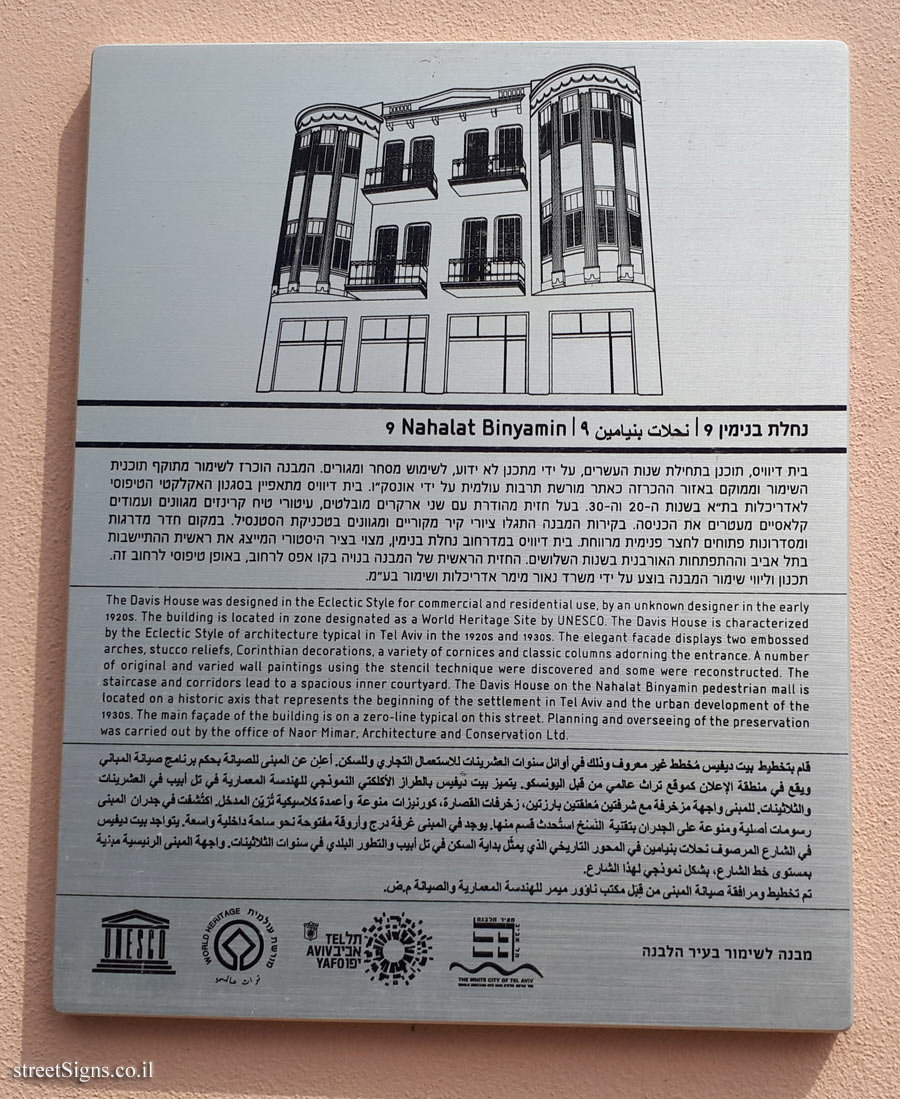 נחלת בנימין 9 | نحلات بنيامين ٩ | 9 Nahalat Binyamin
בית דיוויס, תוכנן בתחילת שנות העשרים, על ידי מתכנן לא ידוע, לשימוש מסחר ומגורים. המבנה הוכרז לשימור מתוקף תוכנית
השימור וממוקם באזור ההכרזה כאתר מורשת תרבות עולמית על ידי אונסק״ו. בית דיוויס מתאפיין בסגנון האקלקטי הטיפוסי
לאדריכלות בת״א בשנות ה-20 וה-30. בעל חזית מהודרת עם שני ארקרים מובלטים, עיטורי טיח קרינזים מגוונים ועמודים
קלאסיים מעטרים את הכניסה. בקירות המבנה התגלו ציורי קיר מקוריים ומגוונים בטכניקת הסטנסיל. במקום חדר מדרגות
ומסדרונות פתוחים לחצר פנימית מרווחת. בית דיוויס במדרחוב נחלת בנימין, מצוי בציר היסטורי המייצג את ראשית ההתיישבות
בתל אביב וההתפתחות האורבנית בשנות השלושים. החזית הראשית של המבנה בנויה בקו אפס לרחוב, באופן טיפוסי לרחוב זה.
תכנון וליווי שימור המבנה בוצע על ידי משרד נאור מימר אדריכלות ושימור בע״מ.
The Davis House was designed in the Eclectic Style for commercial and residential use, by an unknown designer in the early
1920s. The building is located in zone designated as a World Heritage Site by UNESCO. The Davis House is characterized
by the Eclectic Style of architecture typical in Tel Aviv in the 1920s and 1930s. The elegant facade displays two embossed
arches, stucco reliefs, Corinthian decorations, a variety of cornices and classic columns adorning the entrance. A number
of original and varied wall paintings using the stencil technique were discovered and some were reconstructed. The
staircase and corridors lead to a spacious inner courtyard. The Davis House on the Nahalat Binyamin pedestrian mall is
located on a historic axis that represents the beginning of the settlement in Tel Aviv and the urban development of the
1930s. The main façade of the building is on a zero-line typical on this street. Planning and overseeing of the preservation
was carried out by the office of Naor Mimar, Architecture and Conservation Ltd.
قام بتخطيط بيت ديفيس مُخطط غير معروف وذلك في أوائل سنوات العشرينات للاستعمال التجاري وللسكن. أعلِن عن المبنى للصيانة بحكم برنامج صيانة المباني
ويقع في منطقة الإعلان كموقع تراث عالمي من قبل اليونسكو. يتميز بيت ديفيس بالطراز الأكلكتي النموذجي للهندسة المعمارية في تل أبيب في العشرينات
والثلاثينات. للمبنى واجهة مزخرفة مع شرفتين مُعلقتين بارزتين، زخرفات القصارة، كورنيزات منوعة وأعمدة كلاسيكية تُزيّن المدخل. اكتُشفت في جدران المبنى
رسومات أصلية ومنوعة على الجدران بتقنية النَسْخ استُحدث قسم منها. يوجد في المبنى غرفة درج وأروقة مفتوحة نحو ساحة داخلية واسعة. يتواجد بيت ديفيس
في الشارع المرصوف نحلات بنيامين في المحور التاريخي الذي يمثّل بداية السكن في تل أبيب والتطور البلدي في سنوات الثلاثينات. واجهة المبنى الرئيسية مبنية
بمستوى خط الشارع، بشكل نموذجي لهذا الشارع.
تم تخطيط ومرافقة صيانة المبنى من قِبَل مكتب ناؤور ميمر للهندسة المعمارية والصيانة م.ض.
UNESCO
WORLD HERITAGE
מורשת עולמית
تراث عالمي
TEL AVIV YAFO
תל אביב יפו
העיר הלבנה
תל אביב
THE WHITE CITY OF TEL AVIV
מבנה לשימור בעיר הלבנה
streetSigns.co.il